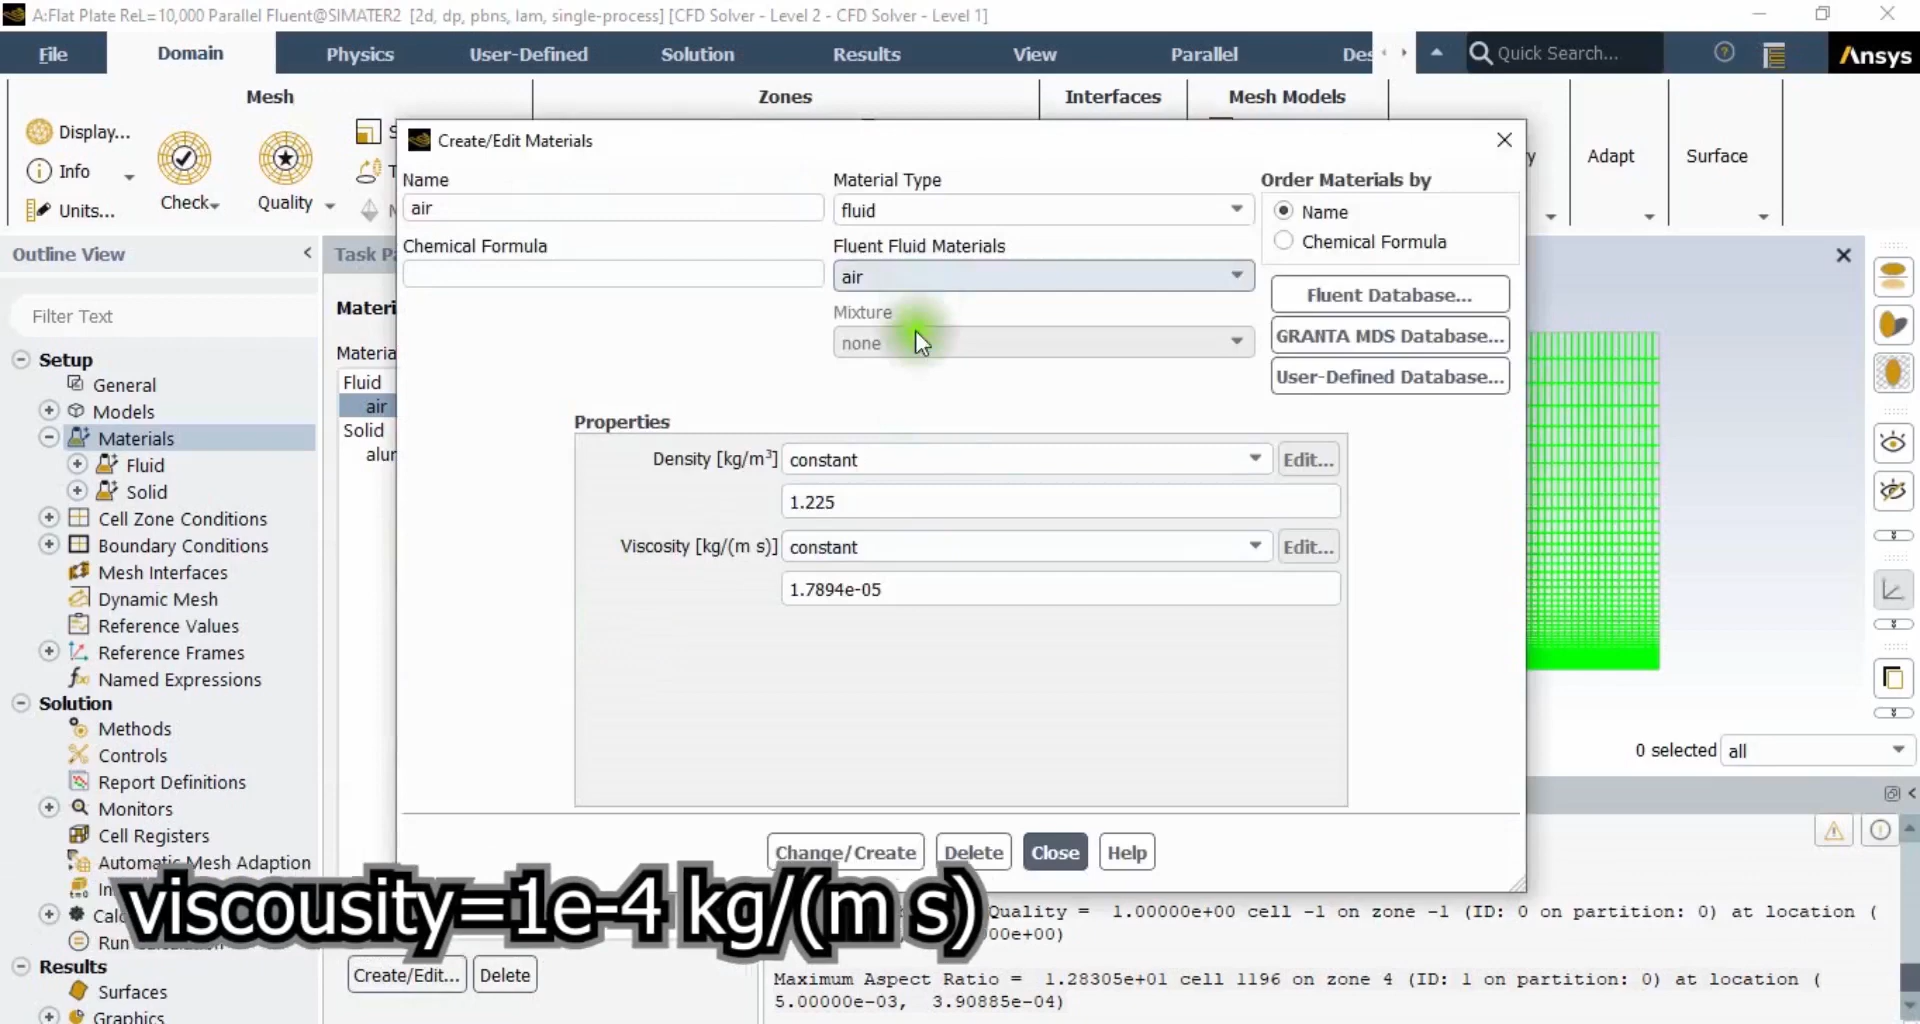 A:Flat Plate ReL=10,000 Parallel Fluent@SIMATER2 [2d, dp, pbns, lam, single-process] [CFD Solver - Level 2 - CFD Solver - Level 1]
File Domain Physics User-Defined Solution Results View Parallel Des Quick Search... Ansys
Mesh Zones Interfaces Mesh Models
Display...
Info
Units...
Check
Quality
Adapt
Surface
Create/Edit Materials
Name
air
Chemical Formula
Material Type
fluid
Fluent Fluid Materials
air
Mixture
none
Order Materials by
Name
Chemical Formula
Fluent Database...
GRANTA MDS Database...
User-Defined Database...
Properties
Density [kg/m³] constant Edit...
1.225
Viscosity [kg/(m s)] constant Edit...
1.7894e-05
Change/Create Delete Close Help
Outline View
Filter Text
Setup
General
Models
Materials
Fluid
Solid
Cell Zone Conditions
Boundary Conditions
Mesh Interfaces
Dynamic Mesh
Reference Values
Reference Frames
Named Expressions
Solution
Methods
Controls
Report Definitions
Monitors
Cell Registers
Automatic Mesh Adaption
Run
Results
Surfaces
Graphics
Task P
Materi
Materia
Fluid
air
Solid
alu
Create/Edit... Delete
0 selected all
viscousity=1e-4 kg/(m s)
Quality = 1.00000e+00 cell -1 on zone -1 (ID: 0 on partition: 0) at location (
00e+00)
Maximum Aspect Ratio = 1.28305e+01 cell 1196 on zone 4 (ID: 1 on partition: 0) at location (
5.00000e-03, 3.90885e-04)